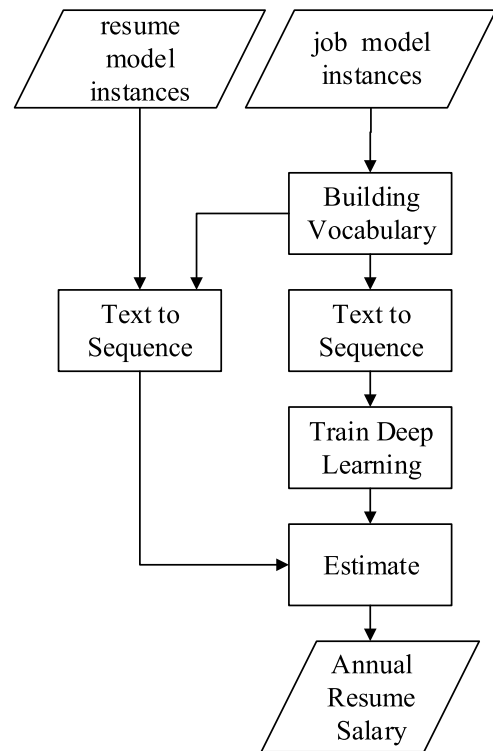 resume
model
instances
job model
instances
Building
Vocabulary
Text to
Sequence
Text to
Sequence
Train Deep
Learning
Estimate
Annual
Resume
Salary